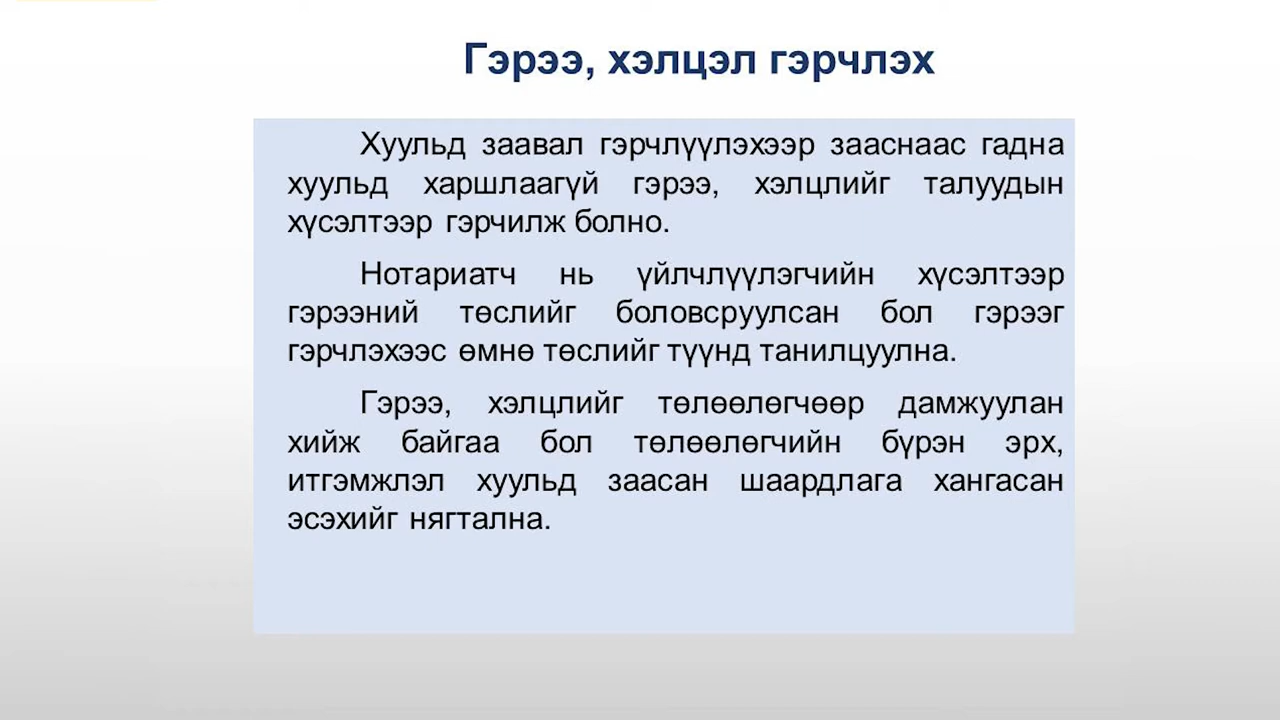 Гэрээ, хэлцэл гэрчлэх
Хуульд заавал гэрчлүүлэхээр зааснаас гадна
хуульд харшлаагүй гэрээ, хэлцлийг талуудын
хүсэлтээр гэрчилж болно.
Нотариатч нь үйлчлүүлэгчийн хүсэлтээр
гэрээний төслийг боловсруулсан бол гэрээг
гэрчлэхээс өмнө төслийг түүнд танилцуулна.
Гэрээ, хэлцлийг төлөөлөгчөөр дамжуулан
хийж байгаа бол төлөөлөгчийн бүрэн эрх,
итгэмжлэл хуульд заасан шаардлага хангасан
эсэхийг нягтална.